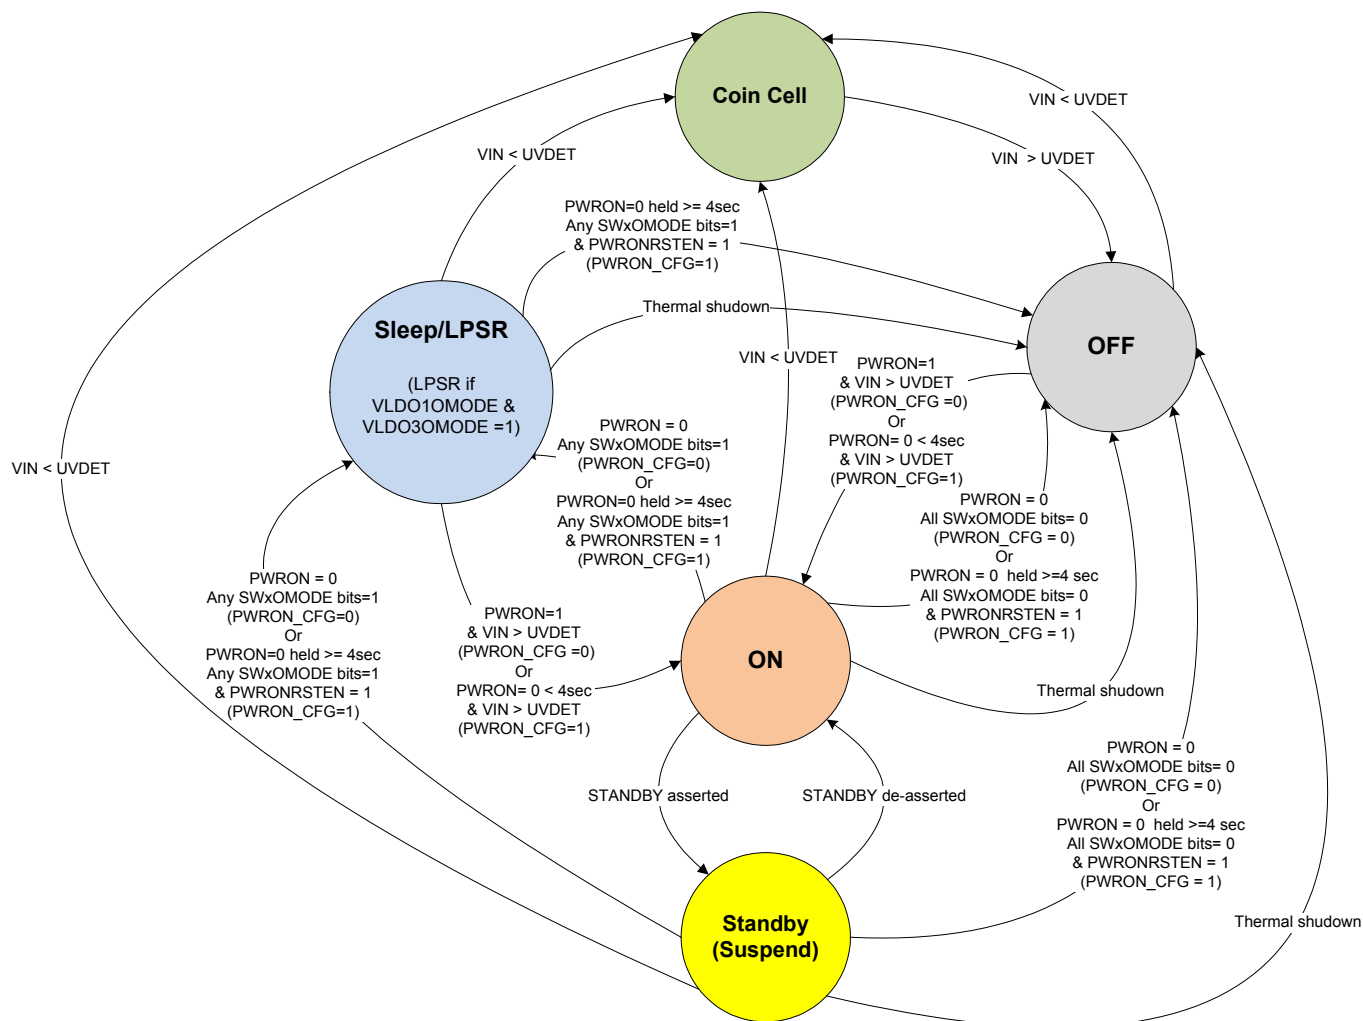 Coin Cell
VIN < UVDET
VIN < UVDET
VIN > UVDET
PWRON=0 held >= 4sec
Any SWxOMODE bits=1
& PWRONRSTEN = 1
(PWRON_CFG=1)
Thermal shudown
Sleep/LPSR
(LPSR if
VLDO1OMODE &
VLDO3OMODE =1)
OFF
VIN < UVDET
PWRON=1
& VIN > UVDET
(PWRON_CFG =0)
Or
PWRON= 0 < 4sec
& VIN > UVDET
(PWRON_CFG=1)
VIN < UVDET
PWRON = 0
Any SWxOMODE bits=1
(PWRON_CFG=0)
Or
PWRON=0 held >= 4sec
Any SWxOMODE bits=1
& PWRONRSTEN = 1
(PWRON_CFG=1)
PWRON = 0
All SWxOMODE bits= 0
(PWRON_CFG = 0)
Or
PWRON = 0 held >=4 sec
All SWxOMODE bits= 0
& PWRONRSTEN = 1
(PWRON_CFG = 1)
PWRON = 0
Any SWxOMODE bits=1
(PWRON_CFG=0)
Or
PWRON=0 held >= 4sec
Any SWxOMODE bits=1
& PWRONRSTEN = 1
(PWRON_CFG=1)
PWRON=1
& VIN > UVDET
(PWRON_CFG =0)
Or
PWRON= 0 < 4sec
& VIN > UVDET
(PWRON_CFG=1)
ON
Thermal shudown
STANDBY asserted
STANDBY de-asserted
PWRON = 0
All SWxOMODE bits= 0
(PWRON_CFG = 0)
Or
PWRON = 0 held >=4 sec
All SWxOMODE bits= 0
& PWRONRSTEN = 1
(PWRON_CFG = 1)
Standby
(Suspend)
Thermal shudown